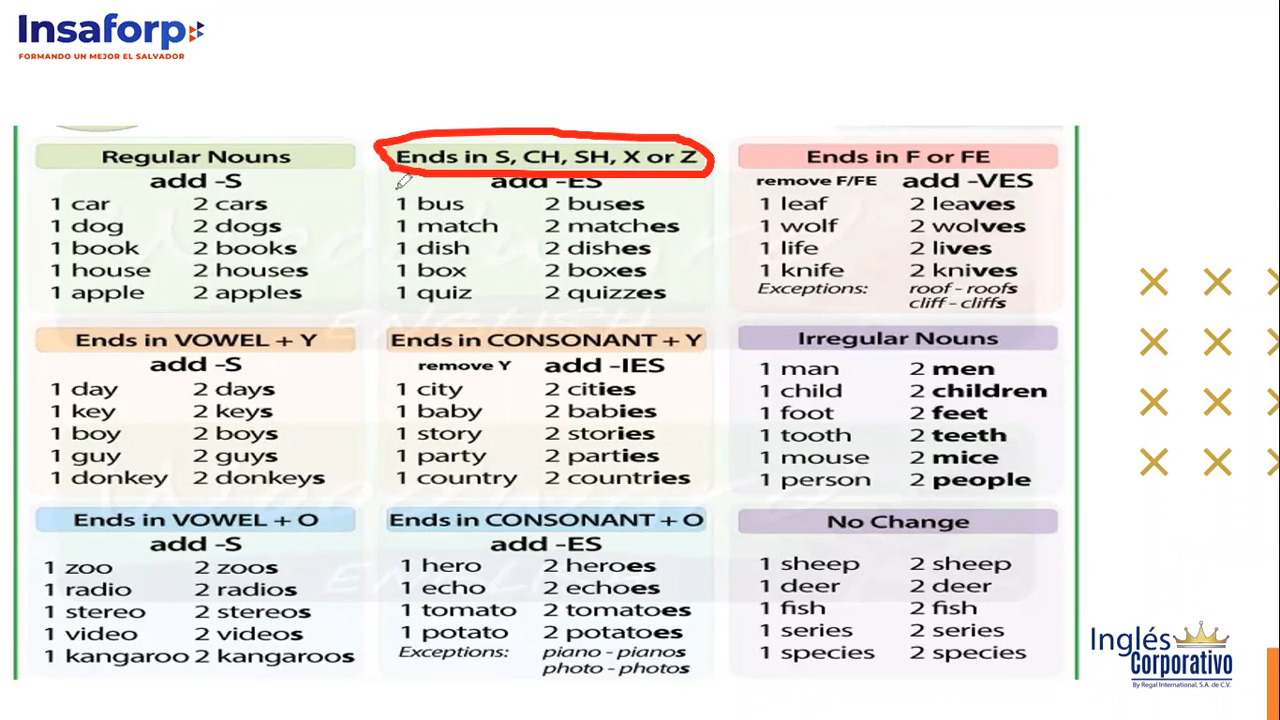 Insaforp
FORMANDO UN MEJOR EL SALVADOR
Regular Nouns
add -S
1 car 2 cars
1 dog 2 dogs
1 book 2 books
1 house 2 houses
1 apple 2 apples
Ends in S, CH, SH, X or Z
add -ES
1 bus 2 buses
1 match 2 matches
1 dish 2 dishes
1 box 2 boxes
1 quiz 2 quizzes
Ends in F or FE
remove F/FE add -VES
1 leaf 2 leaves
1 wolf 2 wolves
1 life 2 lives
1 knife 2 knives
Exceptions: roof - roofs
cliff - cliffs
Ends in VOWEL + Y
add -S
1 day 2 days
1 key 2 keys
1 boy 2 boys
1 guy 2 guys
1 donkey 2 donkeys
Ends in CONSONANT + Y
remove Y add -IES
1 city 2 cities
1 baby 2 babies
1 story 2 stories
1 party 2 parties
1 country 2 countries
Irregular Nouns
1 man 2 men
1 child 2 children
1 foot 2 feet
1 tooth 2 teeth
1 mouse 2 mice
1 person 2 people
Ends in VOWEL + O
add -S
1 zoo 2 zoos
1 radio 2 radios
1 stereo 2 stereos
1 video 2 videos
1 kangaroo 2 kangaroos
Ends in CONSONANT + O
add -ES
1 hero 2 heroes
1 echo 2 echoes
1 tomato 2 tomatoes
1 potato 2 potatoes
Exceptions: piano - pianos
photo - photos
No Change
1 sheep 2 sheep
1 deer 2 deer
1 fish 2 fish
1 series 2 series
1 species 2 species
Inglés
Corporativo
By Regal International, S.A. de C.V.